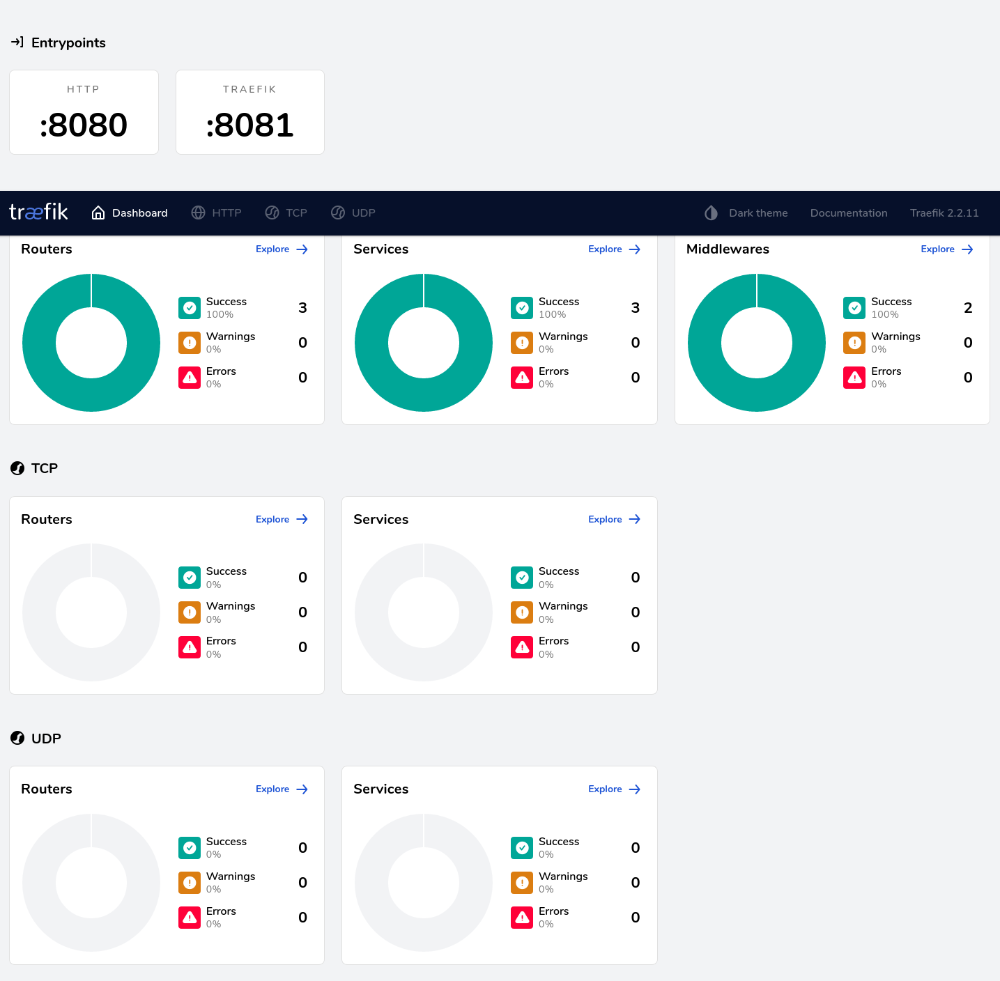 Entrypoints
HTTP
:8080
TRAEFIK
:8081
træfik Dashboard HTTP TCP UDP Dark theme Documentation Traefik 2.2.11
Routers Explore
Success 3
100%
Warnings 0
0%
Errors 0
0%
Services Explore
Success 3
100%
Warnings 0
0%
Errors 0
0%
Middlewares Explore
Success 2
100%
Warnings 0
0%
Errors 0
0%
TCP
Routers Explore
Success 0
0%
Warnings 0
0%
Errors 0
0%
Services Explore
Success 0
0%
Warnings 0
0%
Errors 0
0%
UDP
Routers Explore
Success 0
0%
Warnings 0
0%
Errors 0
0%
Services Explore
Success 0
0%
Warnings 0
0%
Errors 0
0%